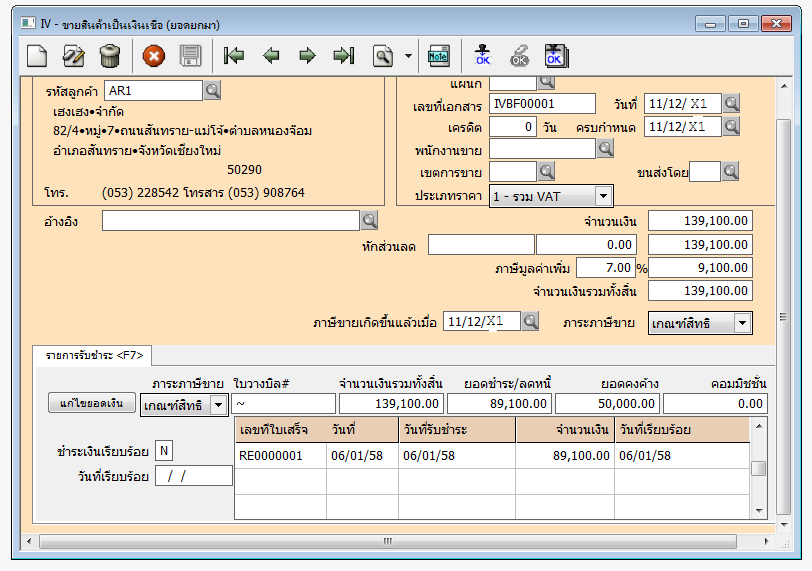 IV - ขายสินค้าเป็นเงินเชื่อ (ยอดยกมา)
Note OK OK OK
รหัสลูกค้า AR1
เฮงเฮง•จำกัด
82/4•หมู่•7•ถนนสันทราย-แม่โจ้•ตำบลหนองจ๊อม
อำเภอสันทราย•จังหวัดเชียงใหม่
50290
โทร. (053) 228542 โทรสาร (053) 908764
แผนก
เลขที่เอกสาร IVBF00001 วันที่ 11/12/ X1
เครดิต 0 วัน ครบกำหนด 11/12/ X1
พนักงานขาย
เขตการขาย ขนส่งโดย
ประเภทราคา 1 - รวม VAT
อ้างอิง จำนวนเงิน 139,100.00
หักส่วนลด 0.00 139,100.00
ภาษีมูลค่าเพิ่ม 7.00 % 9,100.00
จำนวนเงินรวมทั้งสิ้น 139,100.00
ภาษีขายเกิดขึ้นแล้วเมื่อ 11/12/X1 ภาระภาษีขาย เกณฑ์สิทธิ
รายการรับชำระ <F7>
ภาระภาษีขาย ใบวางบิล# จำนวนเงินรวมทั้งสิ้น ยอดชำระ/ลดหนี้ ยอดคงค้าง คอมมิชชั่น
แก้ไขยอดเงิน เกณฑ์สิทธิ ~ 139,100.00 89,100.00 50,000.00 0.00
เลขที่ใบเสร็จ วันที่ วันที่รับชำระ จำนวนเงิน วันที่เรียบร้อย
ชำระเงินเรียบร้อย N
RE0000001 06/01/58 06/01/58 89,100.00 06/01/58
วันที่เรียบร้อย / /